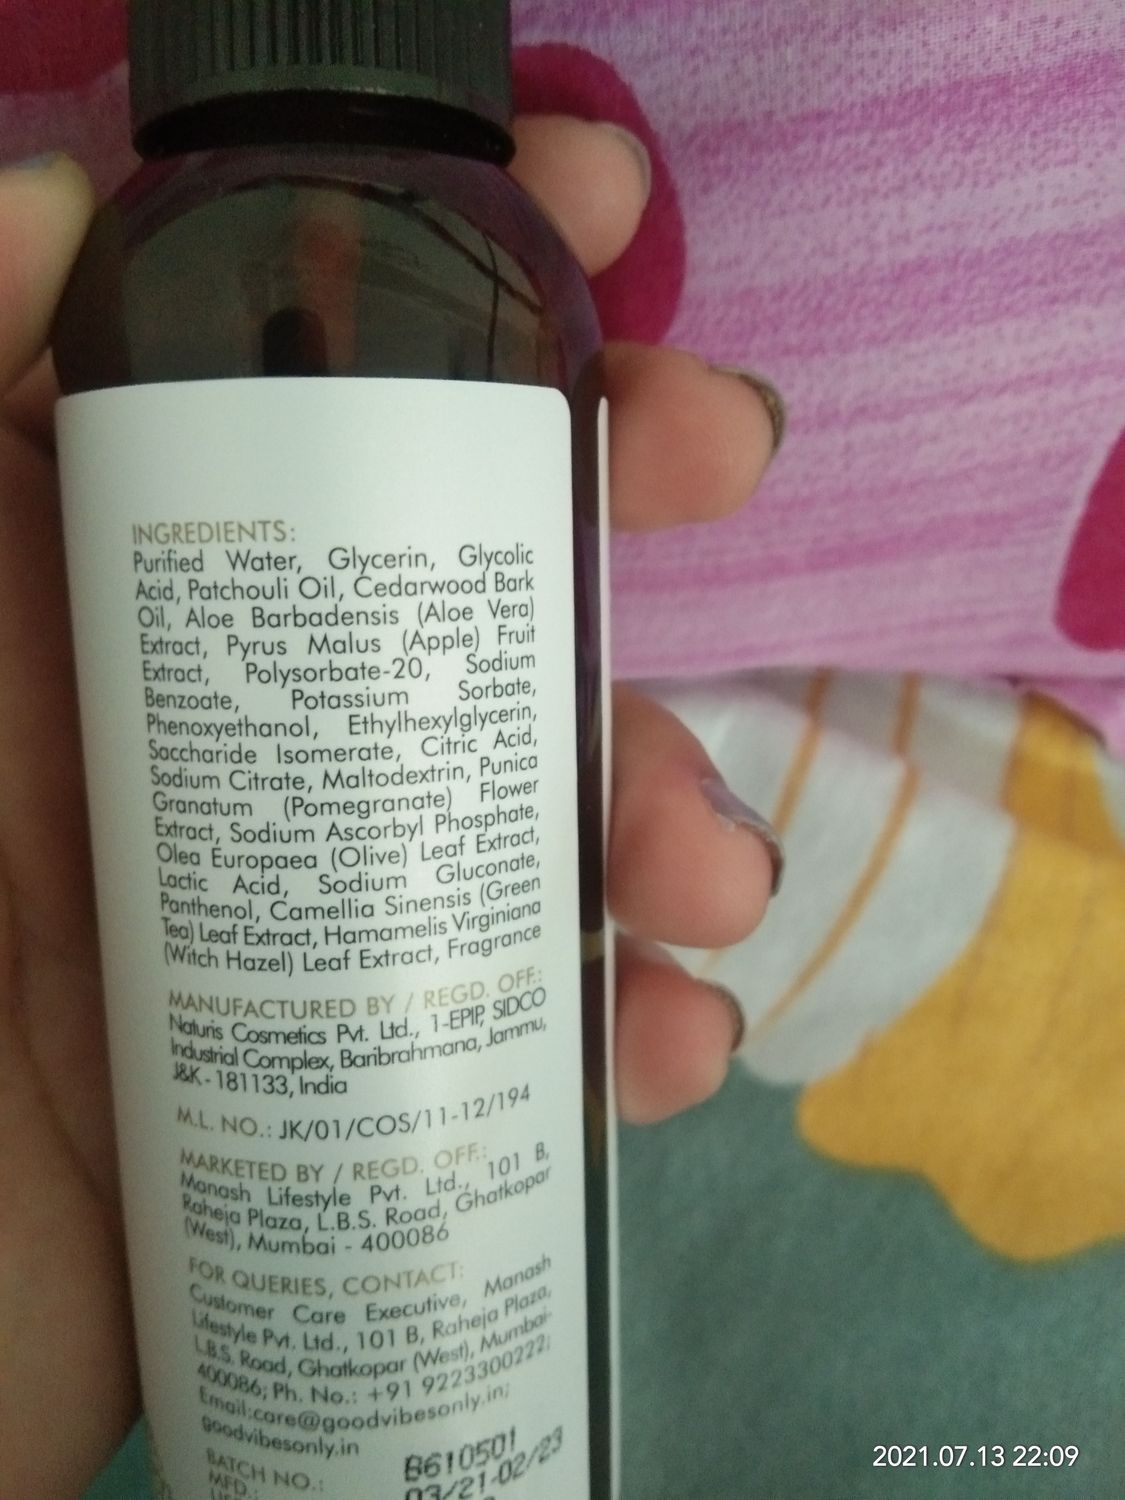 INGREDIENTS:
Purified Water, Glycerin, Glycolic
Acid, Patchouli Oil, Cedarwood Bark
Oil, Aloe Barbadensis (Aloe Vera)
Extract, Pyrus Malus (Apple) Fruit
Extract, Polysorbate-20, Sodium
Benzoate, Potassium Sorbate,
Phenoxyethanol, Ethylhexylglycerin,
Saccharide Isomerate, Citric Acid,
Sodium Citrate, Maltodextrin, Punica
Granatum (Pomegranate) Flower
Extract, Sodium Ascorbyl Phosphate,
Olea Europaea (Olive) Leaf Extract,
Lactic Acid, Sodium Gluconate,
Panthenol, Camellia Sinensis (Green
Tea) Leaf Extract, Hamamelis Virginiana
(Witch Hazel) Leaf Extract, Fragrance
MANUFACTURED BY / REGD. OFF.:
Naturis Cosmetics Pvt. Ltd., 1-EPIP, SIDCO
Industrial Complex, Baribrahmana, Jammu,
J&K - 181133, India
M.L. NO.: JK/01/COS/11-12/194
MARKETED BY / REGD. OFF.:
Manash Lifestyle Pvt. Ltd., 101 B,
Raheja Plaza, L.B.S. Road, Ghatkopar
(West), Mumbai - 400086
FOR QUERIES, CONTACT:
Customer Care Executive, Manash
Lifestyle Pvt. Ltd., 101 B, Raheja Plaza,
L.B.S. Road, Ghatkopar (West), Mumbai-
400086; Ph. No.: +91 9223300222;
Email:care@goodvibesonly.in;
goodvibesonly.in
BATCH NO.: B610501
MFD.: 03/21-02/23
2021.07.13 22:09